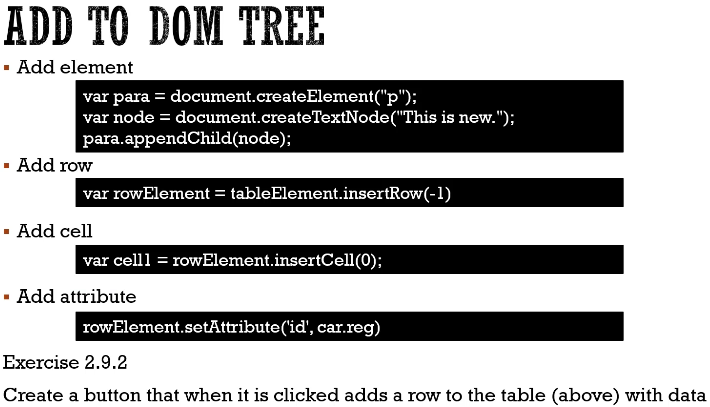 ADD TO DOM TREE
▪ Add element
var para = document.createElement("p");
var node = document.createTextNode("This is new.");
para.appendChild(node);
▪ Add row
var rowElement = tableElement.insertRow(-1)
▪ Add cell
var cell1 = rowElement.insertCell(0);
▪ Add attribute
rowElement.setAttribute('id', car.reg)
Exercise 2.9.2
Create a button that when it is clicked adds a row to the table (above) with data